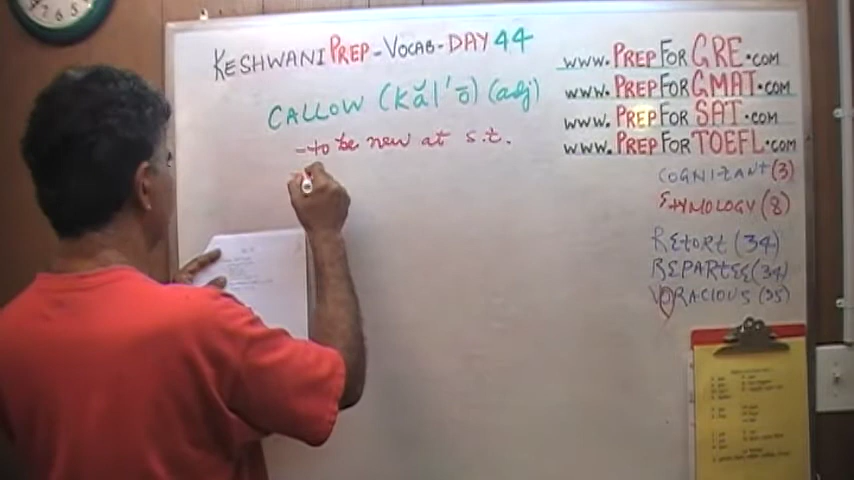 KESHWANI PREP-VOCAB-DAY 44
CALLOW (kăl'ō) (adj)
- to be new at s.t.
www.PREPFORGRE.com
www.PREPFORGMAT.com
www.PREPFORSAT.com
www.PREPFORTOEFL.com
COGNIZANT (3)
ETYMOLOGY (8)
RETORT (34)
REPARTEE (34)
VORACIOUS (35)